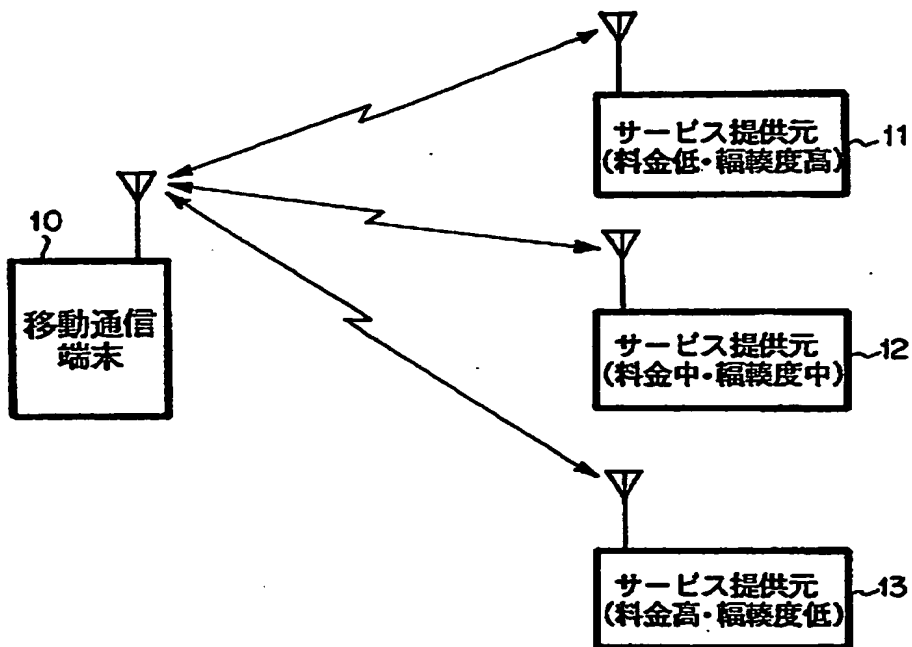 サービス提供元
(料金低・輻輳度高)
11
10
移動通信
端末
サービス提供元
(料金中・輻輳度中)
12
サービス提供元
(料金高・輻輳度低)
13